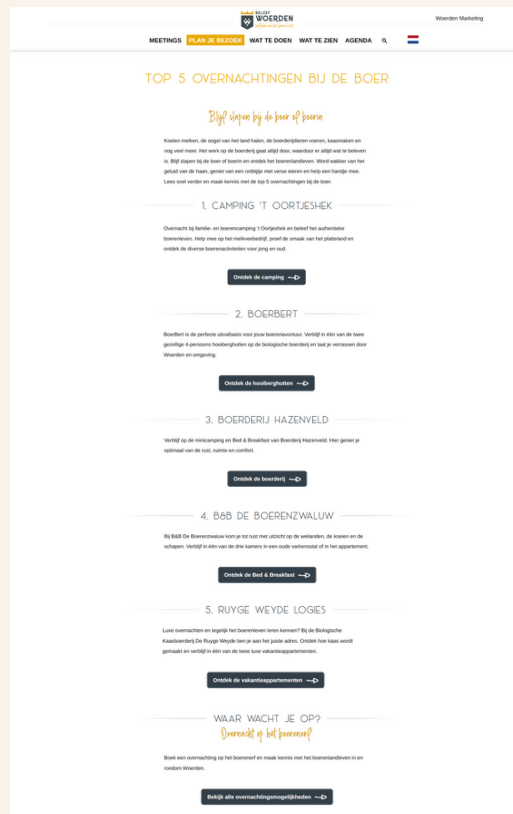 BELEEF
WOERDEN
Woerden Marketing
MEETINGS PLAN JE BEZOEK WAT TE DOEN WAT TE ZIEN AGENDA
TOP 5 OVERNACHTINGEN BIJ DE BOER
Blijf slapen bij de boer of boerin
Koeien melken, de oogst van het land halen, de boerderijdieren voeren, kaasmaken en
nog veel meer. Het werk op de boerderij gaat altijd door, waardoor er altijd wat te beleven
is. Blijf slapen bij de boer of boerin en ontdek het boerenlandleven. Word wakker van het
geluid van de haan, geniet van een ontbijtje met verse eieren en help een handje mee.
Lees snel verder en maak kennis met de top 5 overnachtingen bij de boer.
1. CAMPING 'T OORTJESHEK
Overnacht bij familie- en boerencamping 't Oortjeshek en beleef het authentieke
boerenleven. Help mee op het melkveebedrijf, proef de smaak van het platteland en
ontdek de diverse boerenactiviteiten voor jong en oud.
Ontdek de camping
2. BOERBERT
BoerBert is de perfecte uitvalbasis voor jouw boerenavontuur. Verblijf in één van de twee
gezellige 4-persoons hooiberghutten op de biologische boerderij en laat je verrassen door
Woerden en omgeving.
Ontdek de hooiberghutten
3. BOERDERIJ HAZENVELD
Verblijf op de minicamping en Bed & Breakfast van Boerderij Hazenveld. Hier geniet je
optimaal van de rust, ruimte en comfort.
Ontdek de boerderij
4. B&B DE BOERENZWALUW
Bij B&B De Boerenzwaluw kom je tot rust met uitzicht op de weilanden, de koeien en de
schapen. Verblijf in één van de drie kamers in een oude varkensstal of in het appartement.
Ontdek de Bed & Breakfast
5. RUYGE WEYDE LOGIES
Luxe overnachten en tegelijk het boerenleven leren kennen? Bij de Biologische
Kaasboerderij De Ruyge Weyde ben je aan het juiste adres. Ontdek hoe kaas wordt
gemaakt en verblijf in één van de twee luxe vakantieappartementen.
Ontdek de vakantieappartementen
WAAR WACHT JE OP?
Overnacht op het boerenerf
Boek een overnachting op het boerenerf en maak kennis met het boerenlandleven in en
rondom Woerden.
Bekijk alle overnachtingsmogelijkheden